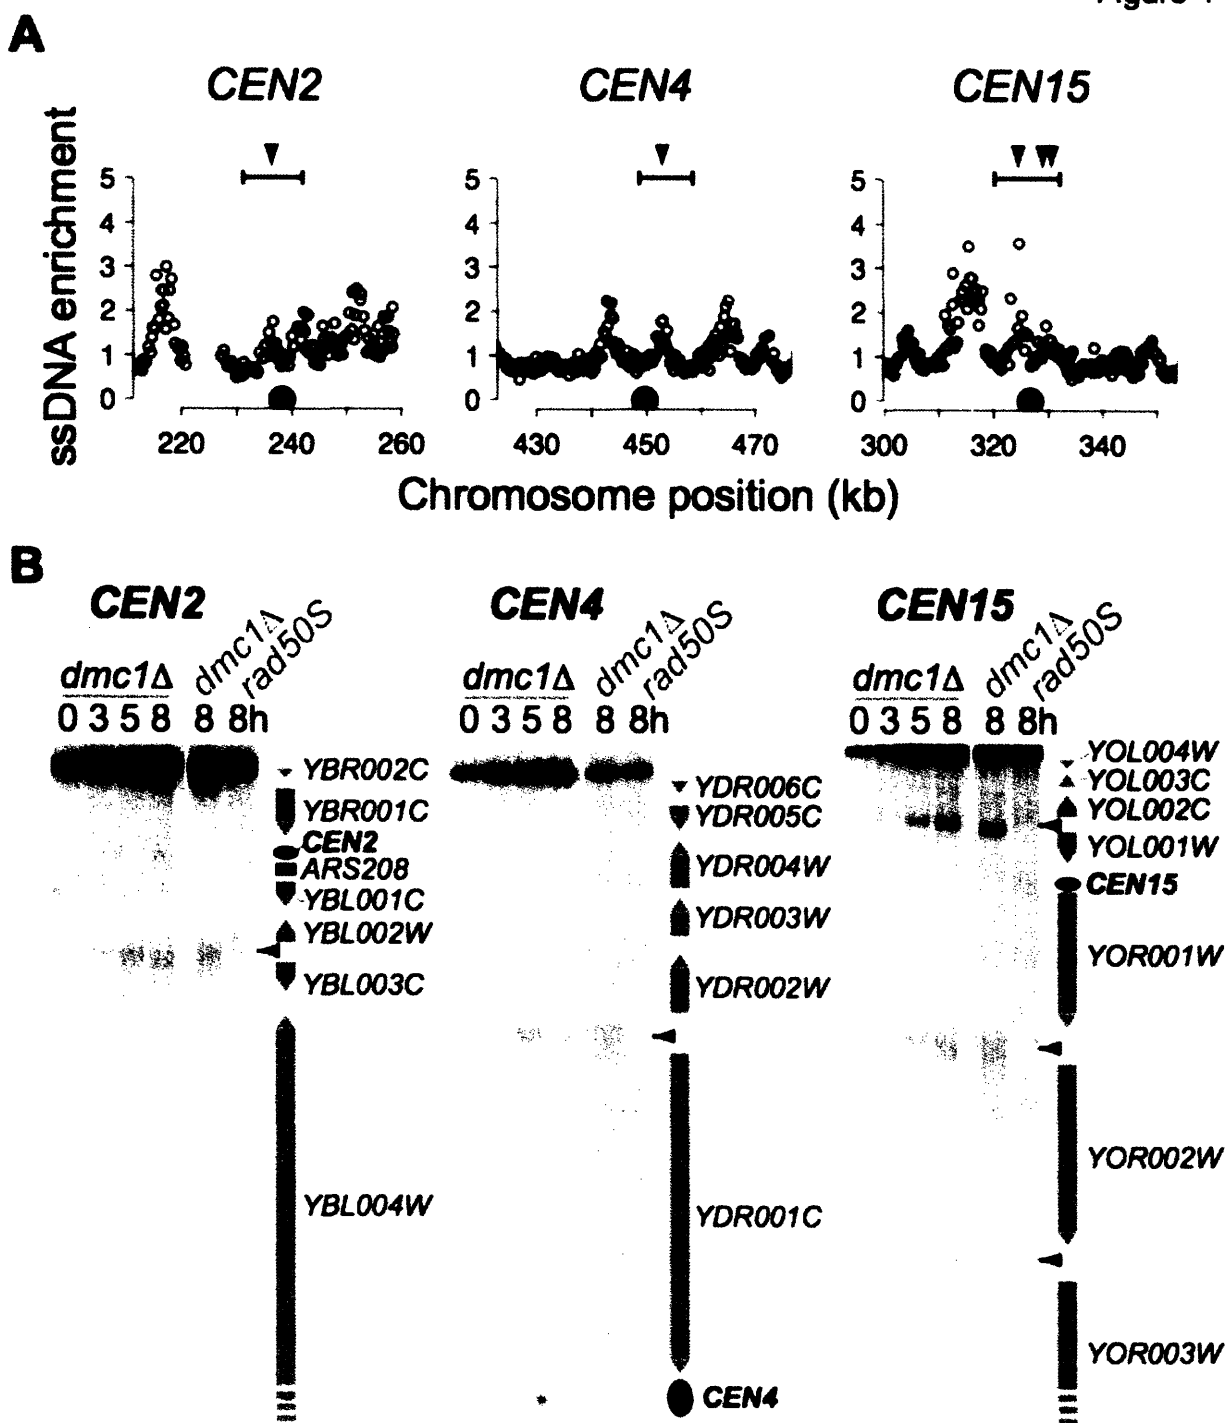 A
CEN2 CEN4 CEN15
ssDNA enrichment
5 5 5
4 4 4
3 3 3
2 2 2
1 1 1
0 0 0
220 240 260 430 450 470 300 320 340
Chromosome position (kb)
B
CEN2 CEN4 CEN15
dmc1Δ dmc1Δ rad50S dmc1Δ dmc1Δ rad50S dmc1Δ dmc1Δ rad50S
0 3 5 8 8 8h 0 3 5 8 8 8h 0 3 5 8 8 8h
YBR002C
YBR001C
CEN2
ARS208
YBL001C
YBL002W
YBL003C
YBL004W
YDR006C
YDR005C
YDR004W
YDR003W
YDR002W
YDR001C
* CEN4
YOL004W
YOL003C
YOL002C
YOL001W
CEN15
YOR001W
YOR002W
YOR003W